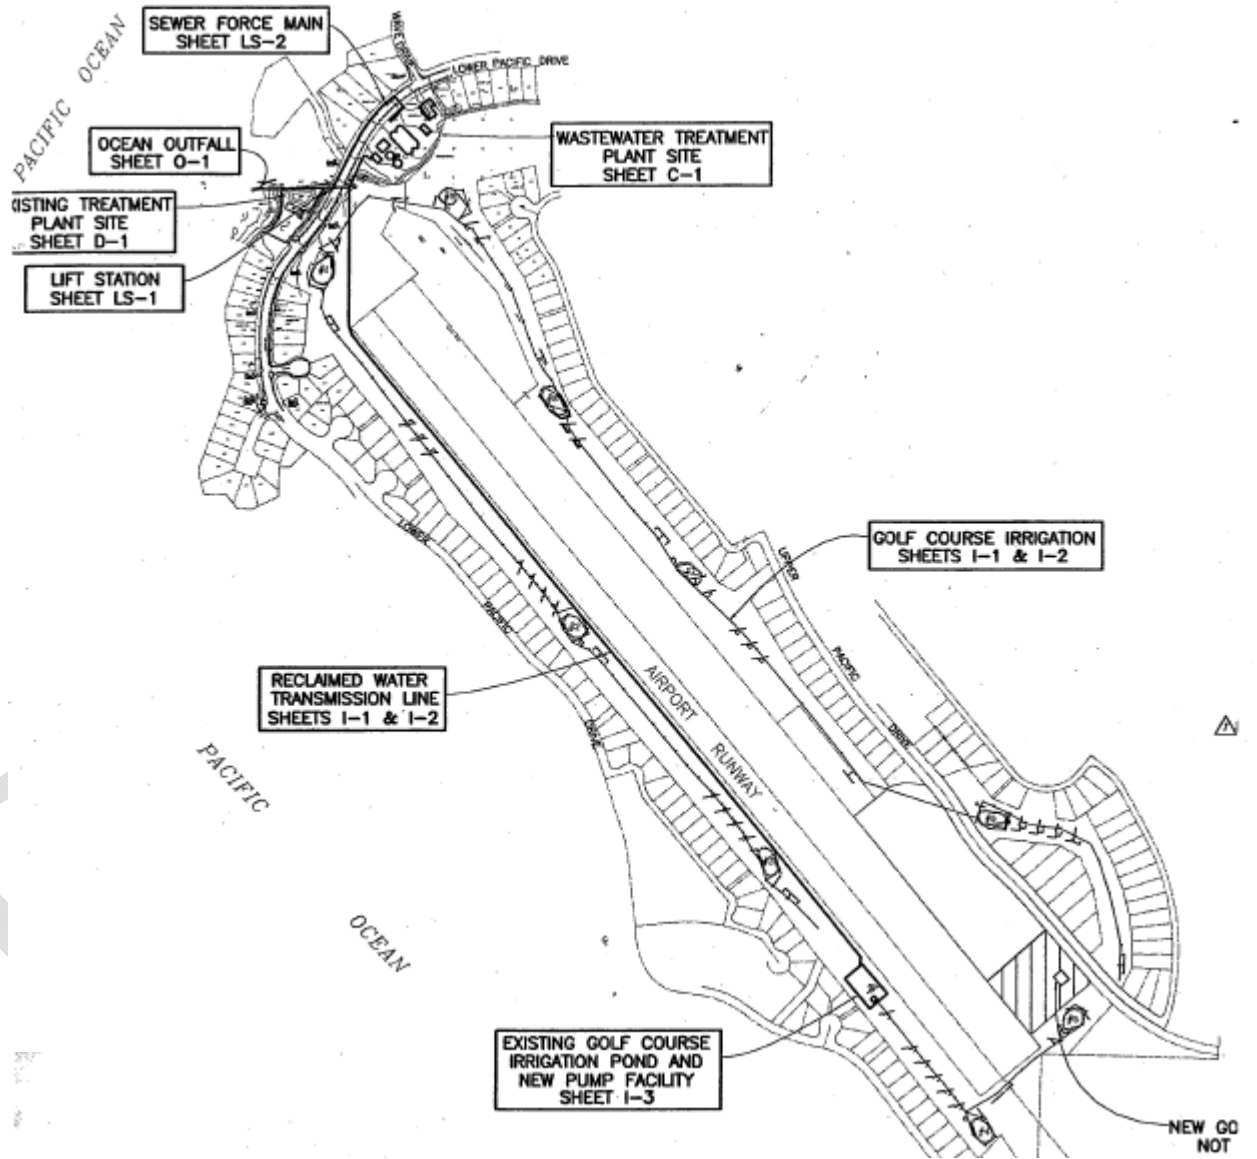 SEWER FORCE MAIN
SHEET LS-2
PACIFIC OCEAN
WAVE DRIVE
LOWER PACIFIC DRIVE
OCEAN OUTFALL
SHEET O-1
WASTEWATER TREATMENT
PLANT SITE
SHEET C-1
XISTING TREATMENT
PLANT SITE
SHEET D-1
LIFT STATION
SHEET LS-1
GOLF COURSE IRRIGATION
SHEETS I-1 & I-2
UPPER
PACIFIC
DRIVE
LOWER
PACIFIC
DRIVE
RECLAIMED WATER
TRANSMISSION LINE
SHEETS I-1 & I-2
AIRPORT
RUNWAY
PACIFIC
OCEAN
EXISTING GOLF COURSE
IRRIGATION POND AND
NEW PUMP FACILITY
SHEET I-3
NEW GO
NOT